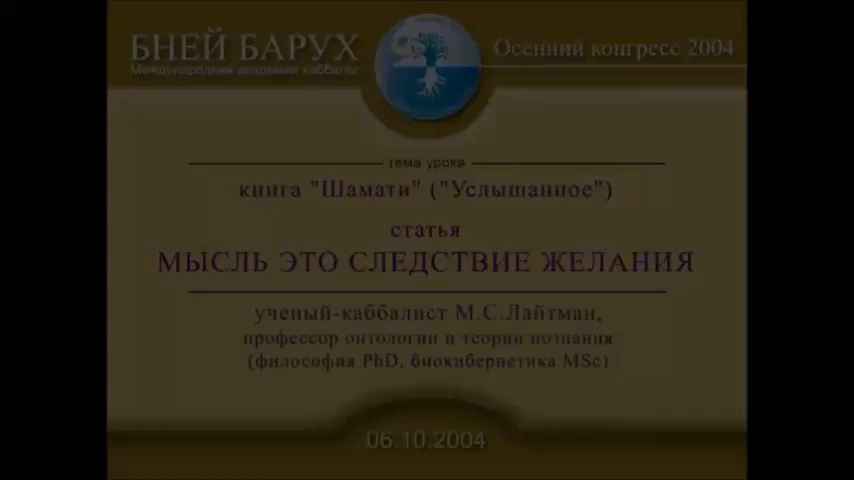 БНЕЙ БАРУХ
Международная академия каббалы
Осенний конгресс 2004
тема урока
книга "Шамати" ("Услышанное")
статья
МЫСЛЬ ЭТО СЛЕДСТВИЕ ЖЕЛАНИЯ
ученый-каббалист М.С.Лайтман,
профессор онтологии и теории познания
(философия PhD, биокибернетика MSc)
06.10.2004